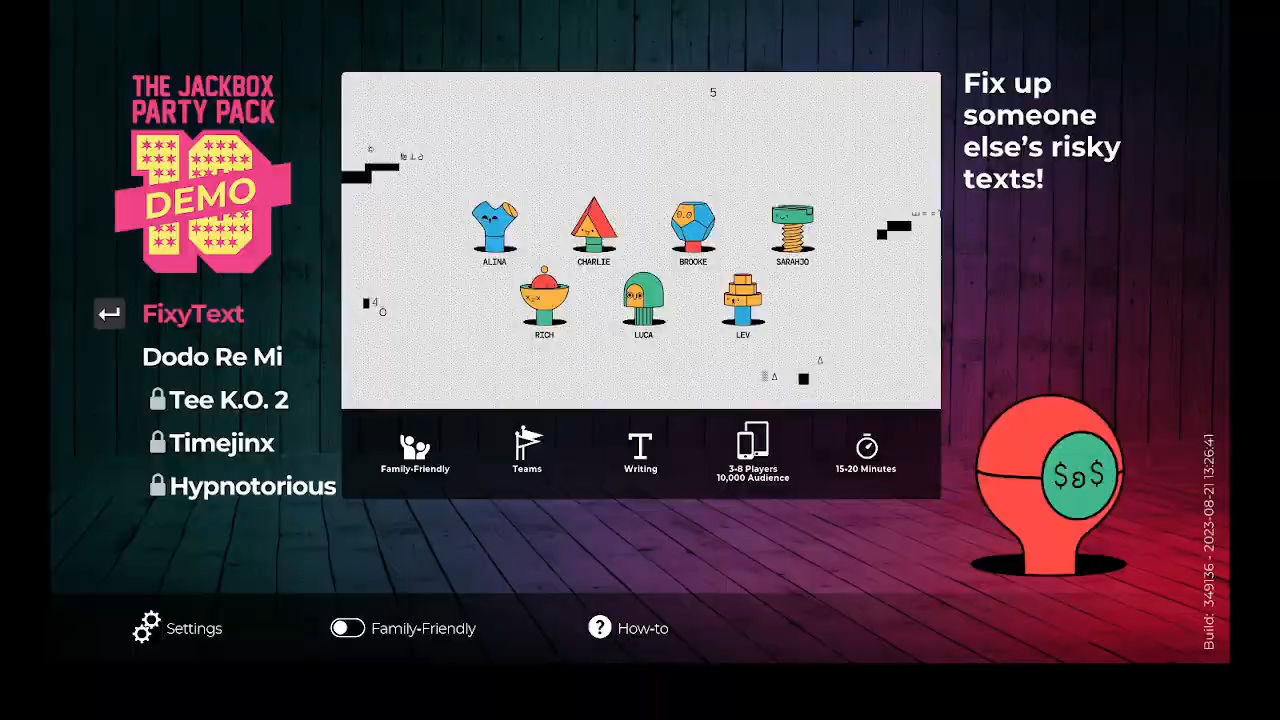 THE JACKBOX
PARTY PACK
10
DEMO
FixyText
Dodo Re Mi
Tee K.O. 2
Timejinx
Hypnotorious
5
4
ALINA
CHARLIE
BROOKE
SARAHJO
RICH
LUCA
LEV
Family-Friendly
Teams
Writing
3-8 Players
10,000 Audience
15-20 Minutes
Fix up
someone
else's risky
texts!
Settings
Family-Friendly
? How-to
Build: 349136 - 2023-08-21 13:26:41